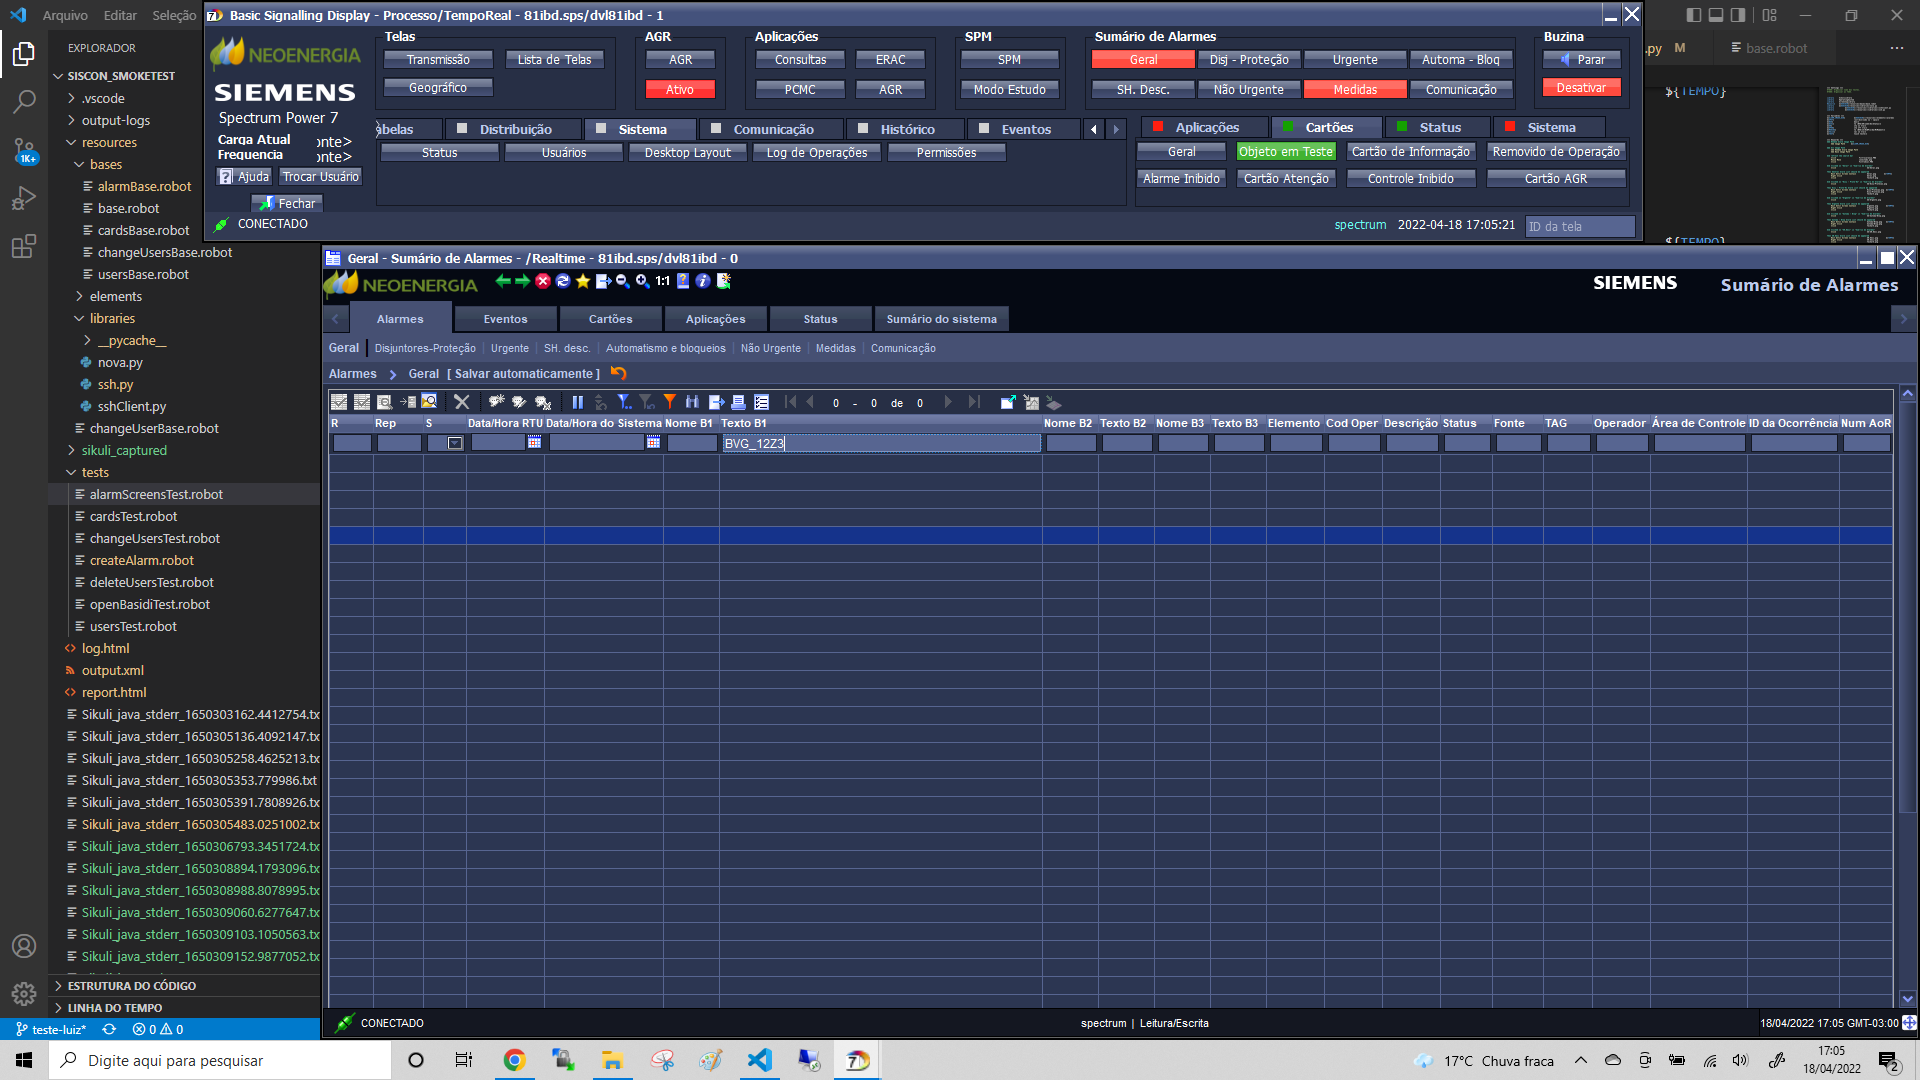 Arquivo Editar Seleção
Basic Signalling Display - Processo/TempoReal - 81ibd.sps/dvl81ibd - 1
NEOENERGIA
SIEMENS
Spectrum Power 7
Carga Atual onte>
Frequencia onte>
Ajuda Trocar Usuário
Fechar
CONECTADO
Telas
Transmissão Lista de Telas
Geográfico
AGR
AGR
Ativo
Aplicações
Consultas ERAC
PCMC AGR
SPM
SPM
Modo Estudo
Sumário de Alarmes
Geral Disj - Proteção Urgente Automa - Bloq
SH. Desc. Não Urgente Medidas Comunicação
Buzina
Parar
Desativar
abelas Distribuição Sistema Comunicação Histórico Eventos
Status Usuários Desktop Layout Log de Operações Permissões
Aplicações Cartões Status Sistema
Geral Objeto em Teste Cartão de Informação Removido de Operação
Alarme Inibido Cartão Atenção Controle Inibido Cartão AGR
spectrum 2022-04-18 17:05:21 ID da tela
.py M base.robot
${TEMPO}
${TEMPO}
EXPLORADOR
SISCON_SMOKETEST
.vscode
output-logs
resources
bases
alarmBase.robot
base.robot
cardsBase.robot
changeUsersBase.robot
usersBase.robot
elements
libraries
__pycache__
nova.py
ssh.py
sshClient.py
changeUserBase.robot
sikuli_captured
tests
alarmScreensTest.robot
cardsTest.robot
changeUsersTest.robot
createAlarm.robot
deleteUsersTest.robot
openBasidiTest.robot
usersTest.robot
log.html
output.xml
report.html
Sikuli_java_stderr_1650303162.4412754.tx
Sikuli_java_stderr_1650305136.4092147.tx
Sikuli_java_stderr_1650305258.4625213.tx
Sikuli_java_stderr_1650305353.779986.txt
Sikuli_java_stderr_1650305391.7808926.tx
Sikuli_java_stderr_1650305483.0251002.tx
Sikuli_java_stderr_1650306793.3451724.tx
Sikuli_java_stderr_1650308894.1793096.tx
Sikuli_java_stderr_1650308988.8078995.tx
Sikuli_java_stderr_1650309060.6277647.tx
Sikuli_java_stderr_1650309103.1050563.tx
Sikuli_java_stderr_1650309152.9877052.tx
ESTRUTURA DO CÓDIGO
LINHA DO TEMPO
1K+
teste-luiz* 0 0
Geral - Sumário de Alarmes - /Realtime - 81ibd.sps/dvl81ibd - 0
NEOENERGIA 1:1 SIEMENS Sumário de Alarmes
Alarmes Eventos Cartões Aplicações Status Sumário do sistema
Geral Disjuntores-Proteção Urgente SH. desc. Automatismo e bloqueios Não Urgente Medidas Comunicação
Alarmes Geral [ Salvar automaticamente ]
0 - 0 de 0
R Rep S Data/Hora RTU Data/Hora do Sistema Nome B1 Texto B1 Nome B2 Texto B2 Nome B3 Texto B3 Elemento Cod Oper Descrição Status Fonte TAG Operador Área de Controle ID da Ocorrência Num AoR
BVG_12Z3
CONECTADO spectrum | Leitura/Escrita 18/04/2022 17:05 GMT-03:00
Digite aqui para pesquisar
17°C Chuva fraca
17:05
18/04/2022
2